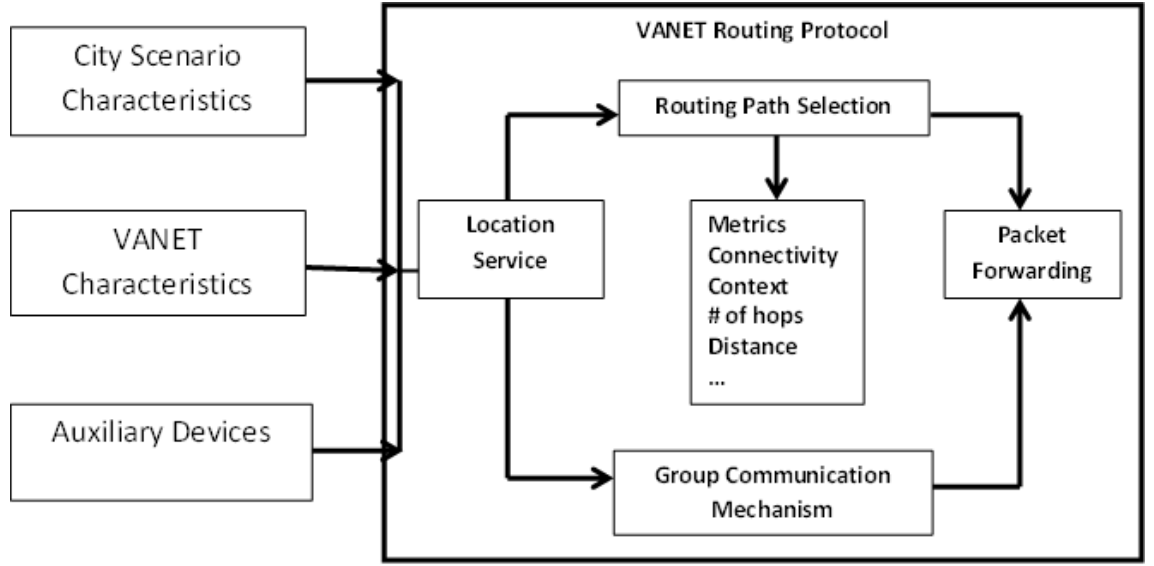 City Scenario
Characteristics
VANET
Characteristics
Auxiliary Devices
VANET Routing Protocol
Routing Path Selection
Location
Service
Metrics
Connectivity
Context
# of hops
Distance
...
Packet
Forwarding
Group Communication
Mechanism